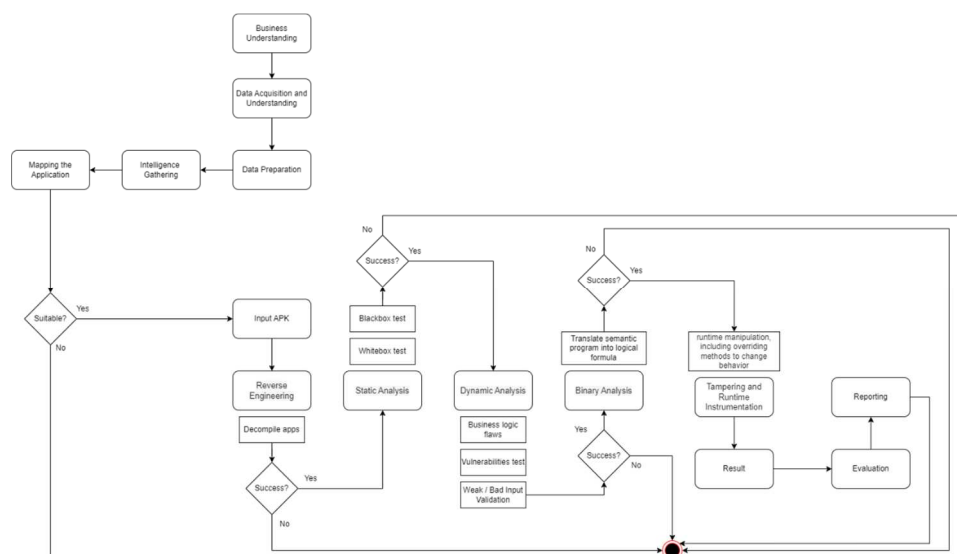 Business
Understanding
Data Acquisition and
Understanding
Data Preparation
Intelligence
Gathering
Mapping the
Application
Suitable?
Yes
No
Input APK
Reverse
Engineering
Decompile apps
Success?
Yes
No
Static Analysis
Whitebox test
Blackbox test
Success?
No
Yes
Dynamic Analysis
Business logic
flaws
Vulnerabilities test
Weak / Bad Input
Validation
Success?
Yes
No
Binary Analysis
Translate semantic
program into logical
formula
Success?
No
Yes
runtime manipulation,
including overriding
methods to change
behavior
Tampering and
Runtime
Instrumentation
Result
Evaluation
Reporting